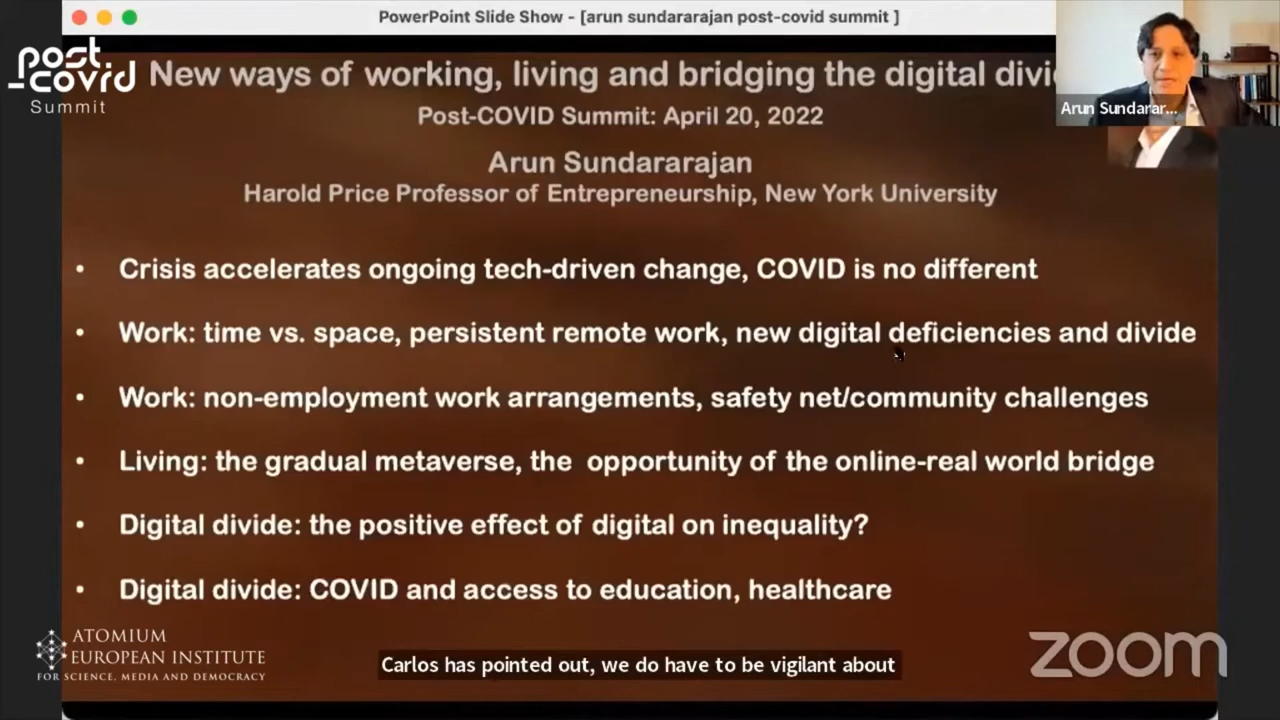 PowerPoint Slide Show - [arun sundararajan post-covid summit ]
post
-covid
Summit
New ways of working, living and bridging the digital
Post-COVID Summit: April 20, 2022
Arun Sundarar...
Arun Sundararajan
Harold Price Professor of Entrepreneurship, New York University
• Crisis accelerates ongoing tech-driven change, COVID is no different
• Work: time vs. space, persistent remote work, new digital deficiencies and divide
• Work: non-employment work arrangements, safety net/community challenges
• Living: the gradual metaverse, the opportunity of the online-real world bridge
• Digital divide: the positive effect of digital on inequality?
• Digital divide: COVID and access to education, healthcare
ATOMIUM
EUROPEAN INSTITUTE
FOR SCIENCE, MEDIA AND DEMOCRACY
Carlos has pointed out, we do have to be vigilant about
zoom